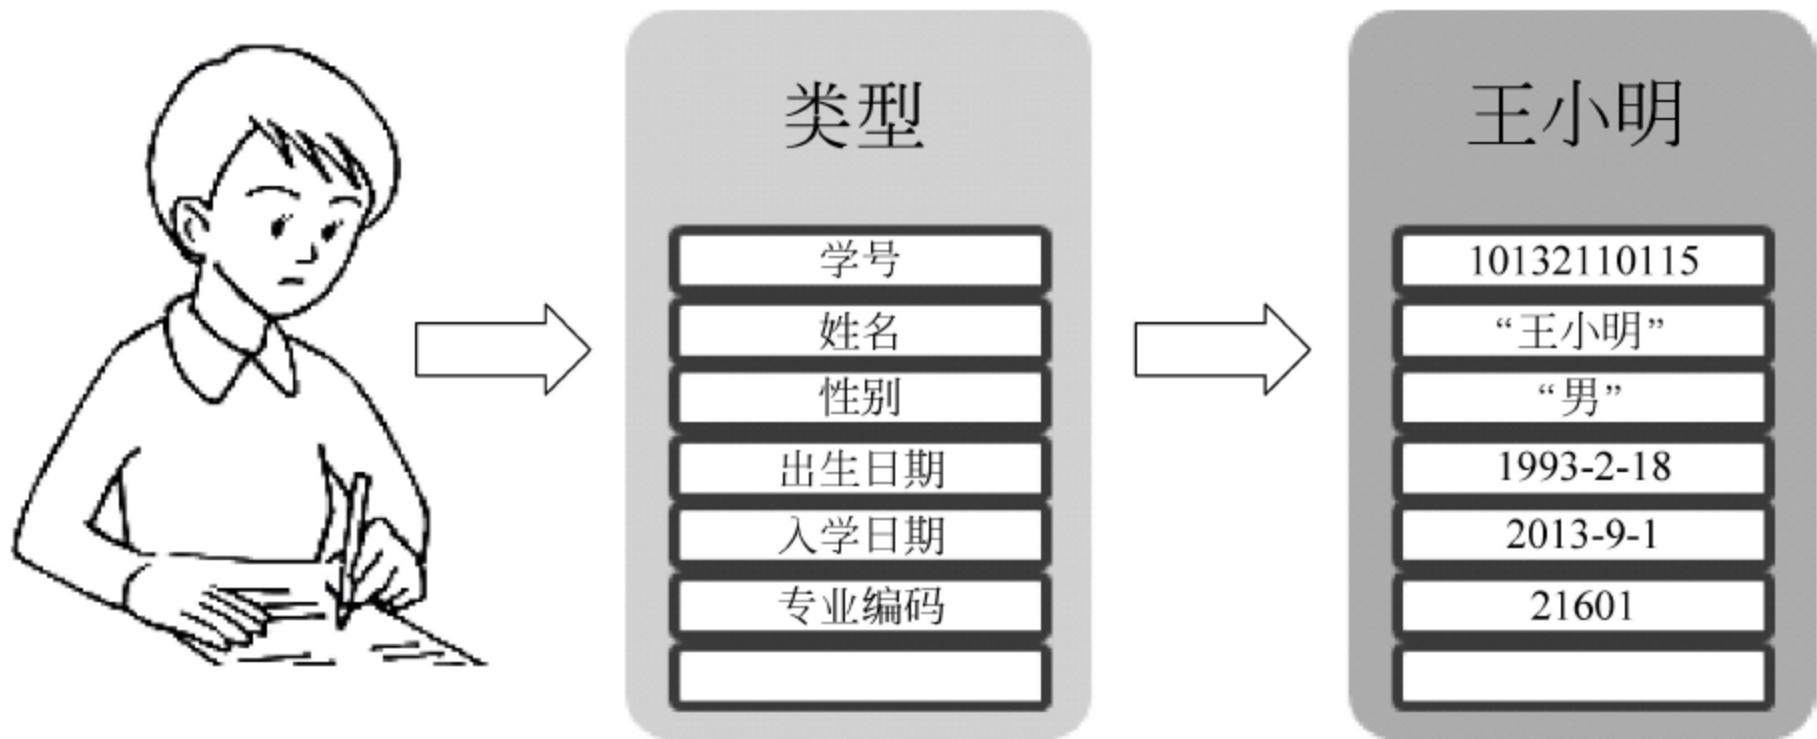 类型
学号
姓名
性别
出生日期
入学日期
专业编码
王小明
10132110115
“王小明”
“男”
1993-2-18
2013-9-1
21601